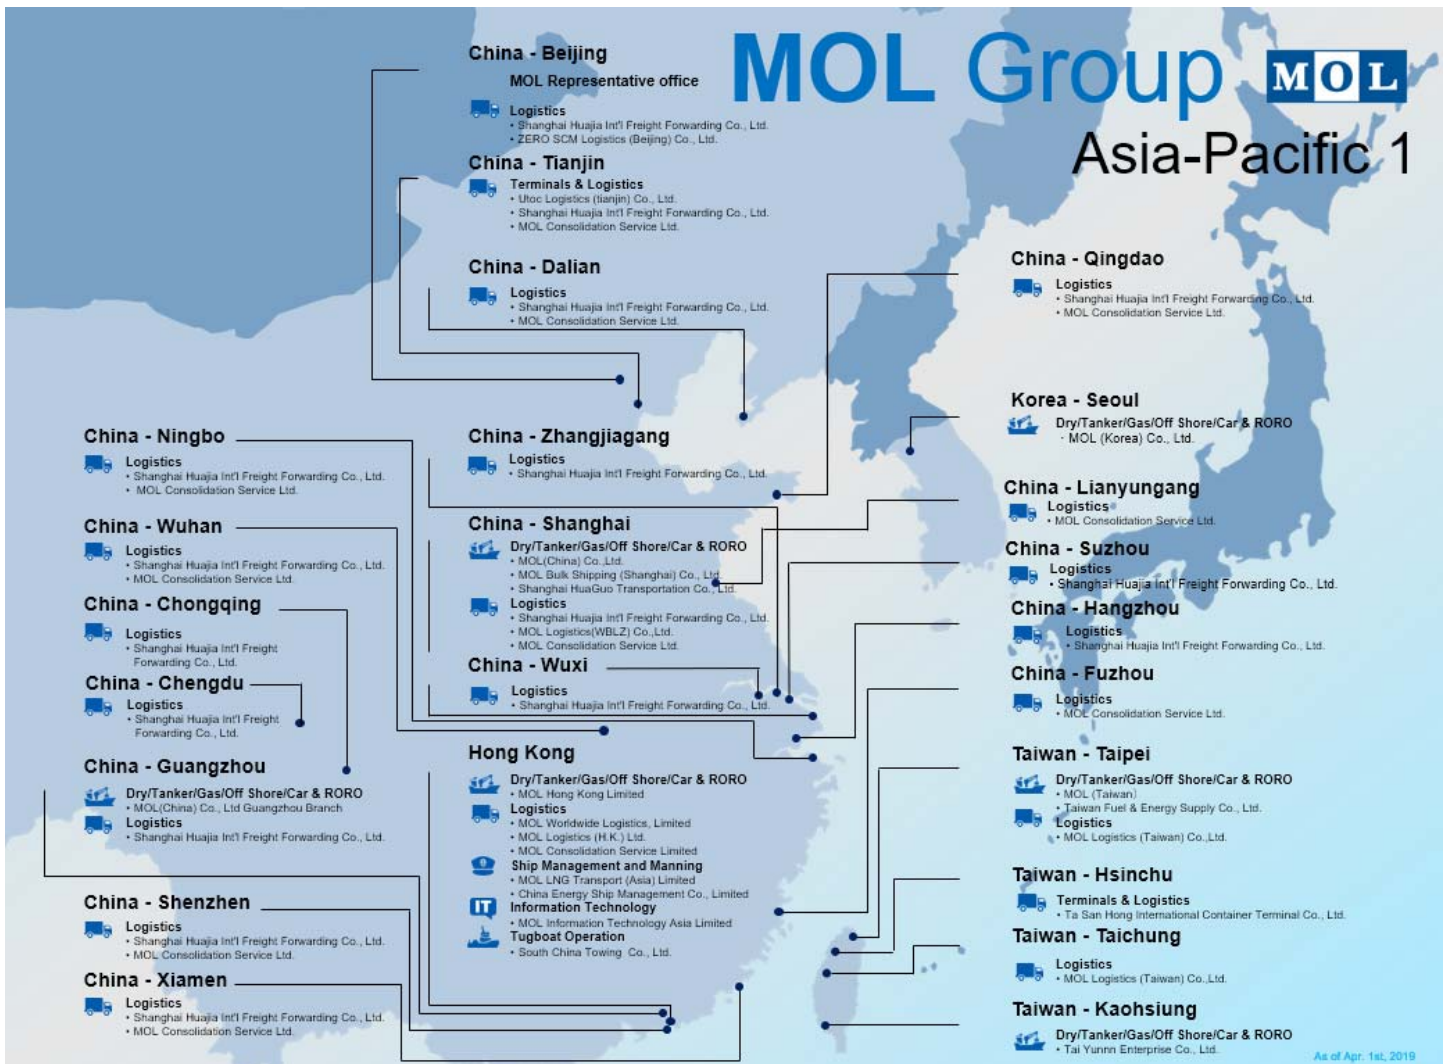 MOL Group
MOL
Asia-Pacific 1
China - Beijing
MOL Representative office
Logistics
• Shanghai Huajia Int'l Freight Forwarding Co., Ltd.
• ZERO SCM Logistics (Beijing) Co., Ltd.
China - Tianjin
Terminals & Logistics
• Utoc Logistics (tianjin) Co., Ltd.
• Shanghai Huajia Int'l Freight Forwarding Co., Ltd.
• MOL Consolidation Service Ltd.
China - Dalian
Logistics
• Shanghai Huajia Int'l Freight Forwarding Co., Ltd.
• MOL Consolidation Service Ltd.
China - Ningbo
Logistics
• Shanghai Huajia Int'l Freight Forwarding Co., Ltd.
• MOL Consolidation Service Ltd.
China - Wuhan
Logistics
• Shanghai Huajia Int'l Freight Forwarding Co., Ltd.
• MOL Consolidation Service Ltd.
China - Chongqing
Logistics
• Shanghai Huajia Int'l Freight
Forwarding Co., Ltd.
China - Chengdu
Logistics
• Shanghai Huajia Int'l Freight
Forwarding Co., Ltd.
China - Guangzhou
Dry/Tanker/Gas/Off Shore/Car & RORO
• MOL(China) Co., Ltd Guangzhou Branch
Logistics
• Shanghai Huajia Int'l Freight Forwarding Co., Ltd.
China - Shenzhen
Logistics
• Shanghai Huajia Int'l Freight Forwarding Co., Ltd.
• MOL Consolidation Service Ltd.
China - Xiamen
Logistics
• Shanghai Huajia Int'l Freight Forwarding Co., Ltd.
• MOL Consolidation Service Ltd.
China - Zhangjiagang
Logistics
• Shanghai Huajia Int'l Freight Forwarding Co., Ltd.
China - Shanghai
Dry/Tanker/Gas/Off Shore/Car & RORO
• MOL(China) Co.,Ltd.
• MOL Bulk Shipping (Shanghai) Co., Ltd.
• Shanghai HuaGuo Transportation Co., Ltd.
Logistics
• Shanghai Huajia Int'l Freight Forwarding Co., Ltd.
• MOL Logistics(WBLZ) Co.,Ltd.
• MOL Consolidation Service Ltd.
China - Wuxi
Logistics
• Shanghai Huajia Int'l Freight Forwarding Co., Ltd.
Hong Kong
Dry/Tanker/Gas/Off Shore/Car & RORO
• MOL Hong Kong Limited
Logistics
• MOL Worldwide Logistics, Limited
• MOL Logistics (H.K.) Ltd.
• MOL Consolidation Service Limited
Ship Management and Manning
• MOL LNG Transport (Asia) Limited
• China Energy Ship Management Co., Limited
IT
Information Technology
• MOL Information Technology Asia Limited
Tugboat Operation
• South China Towing Co., Ltd.
China - Qingdao
Logistics
• Shanghai Huajia Int'l Freight Forwarding Co., Ltd.
• MOL Consolidation Service Ltd.
Korea - Seoul
Dry/Tanker/Gas/Off Shore/Car & RORO
· MOL (Korea) Co., Ltd.
China - Lianyungang
Logistics
• MOL Consolidation Service Ltd.
China - Suzhou
Logistics
• Shanghai Huajia Int'l Freight Forwarding Co., Ltd.
China - Hangzhou
Logistics
• Shanghai Huajia Int'l Freight Forwarding Co., Ltd.
China - Fuzhou
Logistics
• MOL Consolidation Service Ltd.
Taiwan - Taipei
Dry/Tanker/Gas/Off Shore/Car & RORO
• MOL (Taiwan)
• Taiwan Fuel & Energy Supply Co., Ltd.
Logistics
• MOL Logistics (Taiwan) Co.,Ltd.
Taiwan - Hsinchu
Terminals & Logistics
• Ta San Hong International Container Terminal Co., Ltd.
Taiwan - Taichung
Logistics
• MOL Logistics (Taiwan) Co.,Ltd.
Taiwan - Kaohsiung
Dry/Tanker/Gas/Off Shore/Car & RORO
• Tai Yunnn Enterprise Co., Ltd.
As of Apr. 1st, 2019